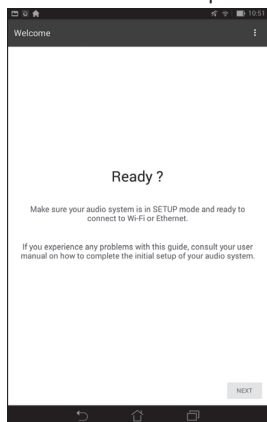 10:51
Welcome
Ready ?
Make sure your audio system is in SETUP mode and ready to
connect to Wi-Fi or Ethernet.
If you experience any problems with this guide, consult your user
manual on how to complete the initial setup of your audio system.
NEXT